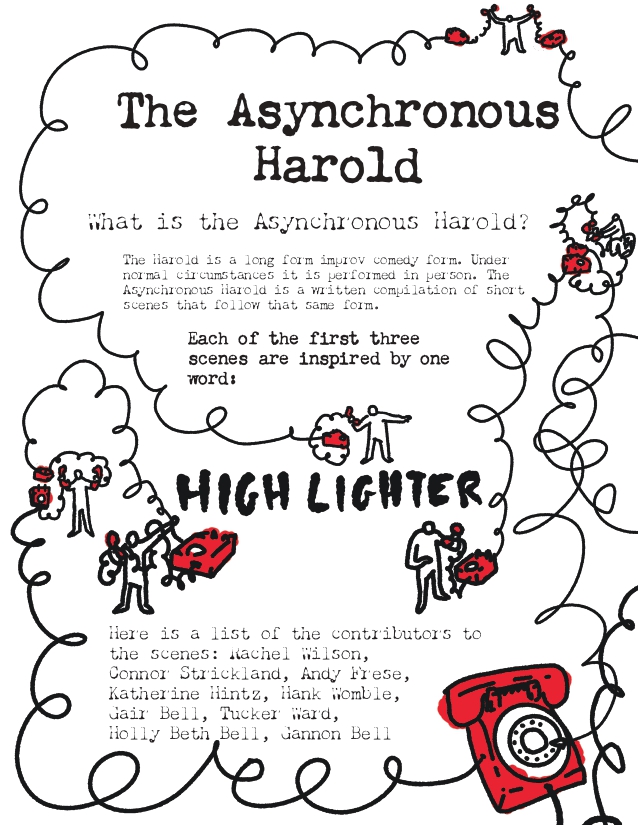 The Asynchronous
Harold
What is the Asynchronous Harold?
The Harold is a long form improv comedy form. Under
normal circumstances it is performed in person. The
Asynchronous Harold is a written compilation of short
scenes that follow that same form.
Each of the first three
scenes are inspired by one
word:
HIGH LIGHTER
Here is a list of the contributors to
the scenes: Rachel Wilson,
Connor Strickland, Andy Frese,
Katherine Hintz, Hank Womble,
Gair Bell, Tucker Ward,
Holly Beth Bell, Gannon Bell